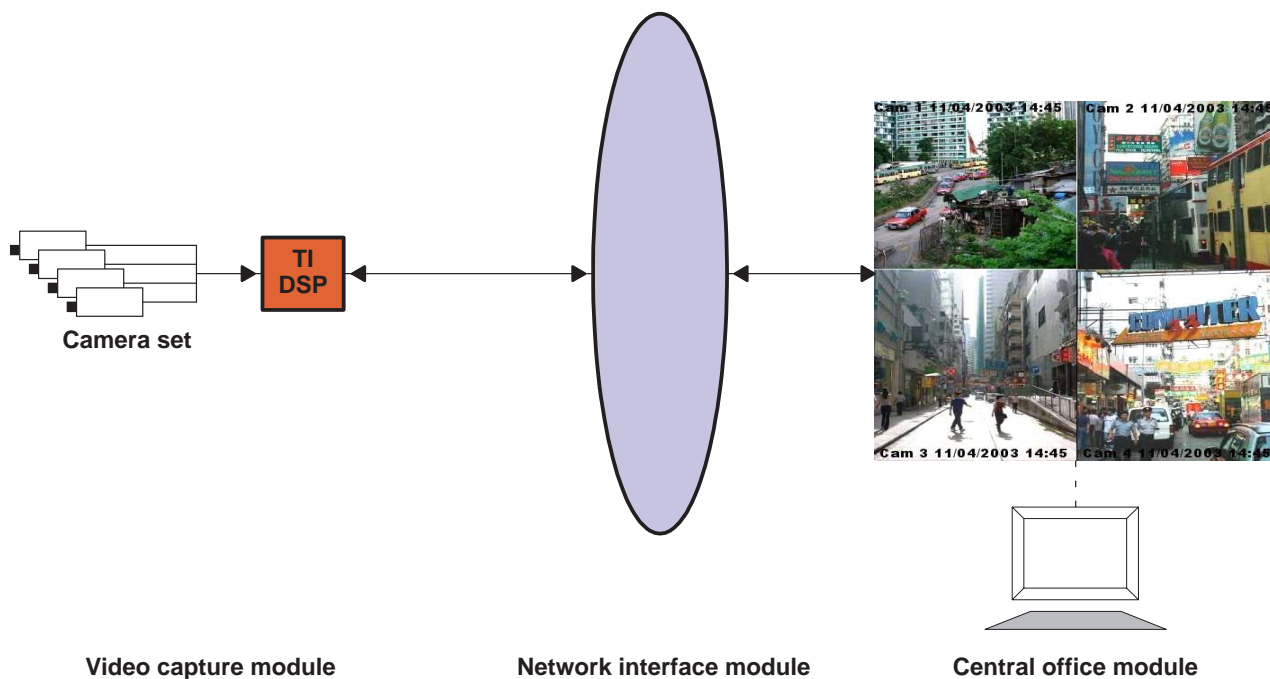 Cam 1 11/04/2003 14:45
Cam 2 11/04/2003 14:45
TI
DSP
Camera set
COMPUTER
Cam 3 11/04/2003 14:45
Cam 4 11/04/2003 14:45
Video capture module
Network interface module
Central office module